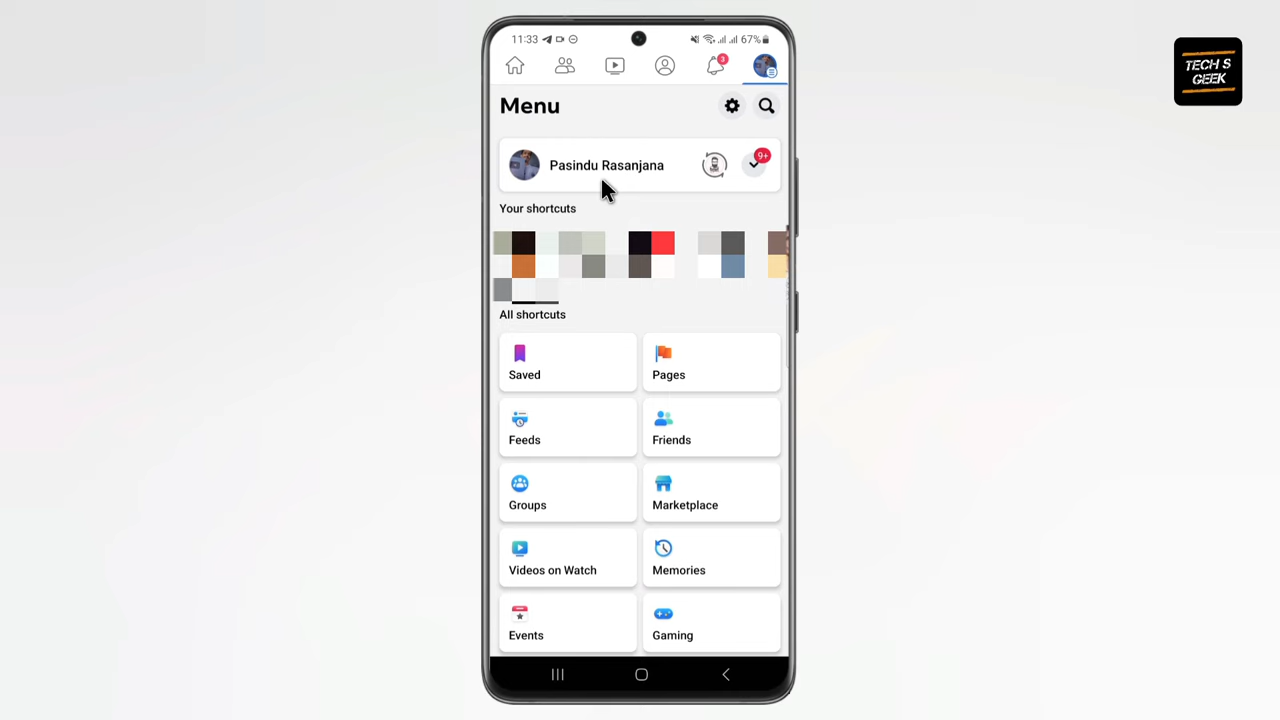 11:33
67%
TECH S
GEEK
3
Menu
Pasindu Rasanjana
9+
Your shortcuts
All shortcuts
Saved
Pages
Feeds
Friends
Groups
Marketplace
Videos on Watch
Memories
Events
Gaming